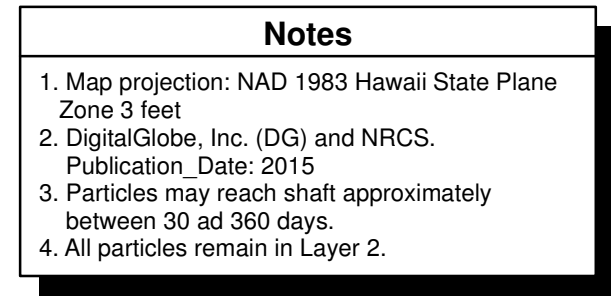 Notes
1. Map projection: NAD 1983 Hawaii State Plane
Zone 3 feet
2. DigitalGlobe, Inc. (DG) and NRCS.
Publication_Date: 2015
3. Particles may reach shaft approximately
between 30 ad 360 days.
4. All particles remain in Layer 2.